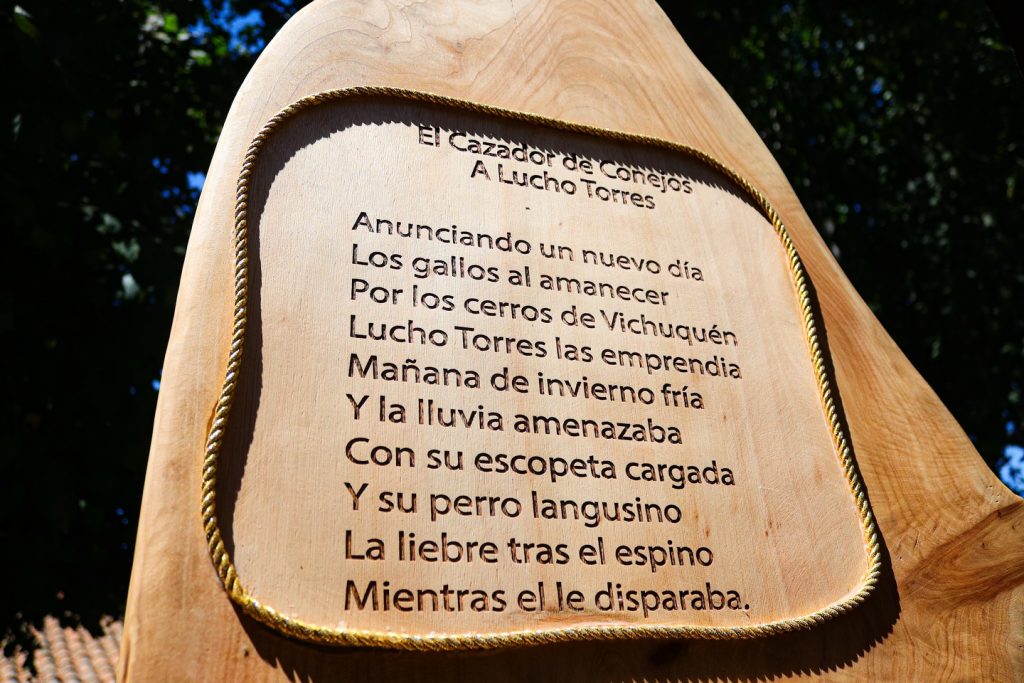 El Cazador de Conejos
A Lucho Torres
Anunciando un nuevo día
Los gallos al amanecer
Por los cerros de Vichuquén
Lucho Torres las emprendia
Mañana de invierno fría
Y la lluvia amenazaba
Con su escopeta cargada
Y su perro langusino
La liebre tras el espino
Mientras el le disparaba.